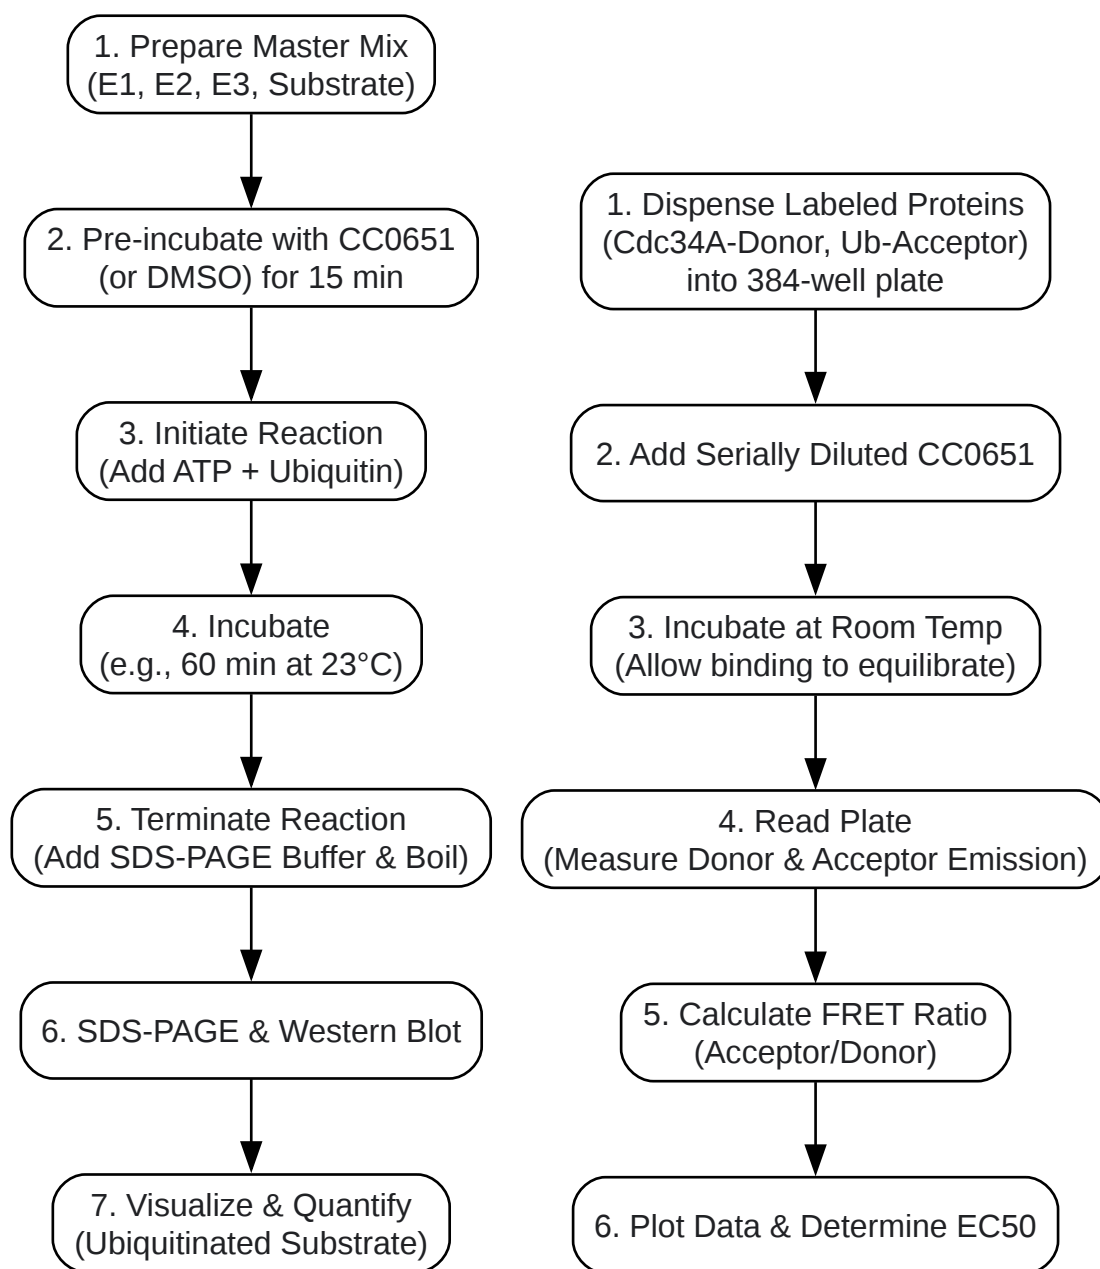 1. Prepare Master Mix
(E1, E2, E3, Substrate)
2. Pre-incubate with CC0651
(or DMSO) for 15 min
3. Initiate Reaction
(Add ATP + Ubiquitin)
4. Incubate
(e.g., 60 min at 23°C)
5. Terminate Reaction
(Add SDS-PAGE Buffer & Boil)
6. SDS-PAGE & Western Blot
7. Visualize & Quantify
(Ubiquitinated Substrate)
1. Dispense Labeled Proteins
(Cdc34A-Donor, Ub-Acceptor)
into 384-well plate
2. Add Serially Diluted CC0651
3. Incubate at Room Temp
(Allow binding to equilibrate)
4. Read Plate
(Measure Donor & Acceptor Emission)
5. Calculate FRET Ratio
(Acceptor/Donor)
6. Plot Data & Determine EC50